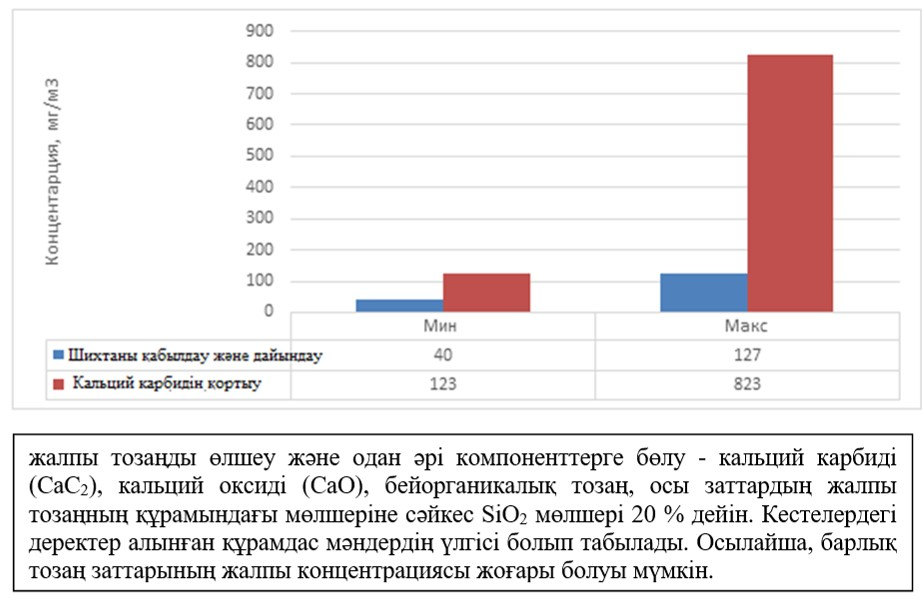 900
800
700
600
500
400
300
200
100
0
Концентарция, мг/м3
Мин Макс
Шихтаны қабылдау және дайындау 40 127
Кальций карбидін қортыу 123 823
жалпы тозаңды өлшеу және одан әрі компоненттерге бөлу - кальций карбиді
(CaC₂), кальций оксиді (CaO), бейорганикалық тозаң, осы заттардың жалпы
тозаңның құрамындағы мөлшеріне сәйкес SiO₂ мөлшері 20 % дейін. Кестелердегі
деректер алынған құрамдас мәндердің үлгісі болып табылады. Осылайша, барлық
тозаң заттарының жалпы концентрациясы жоғары болуы мүмкін.